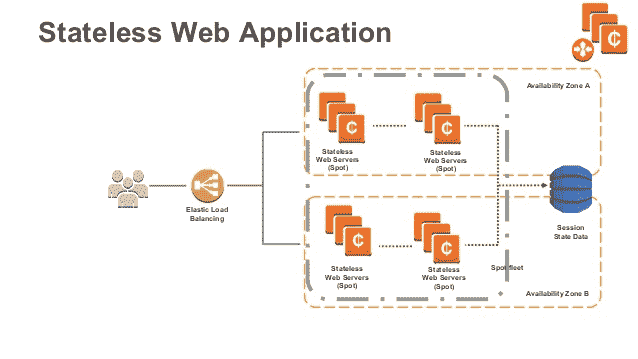 Stateless Web Application
Availability Zone A
Stateless
Web Servers
(Spot)
Stateless
Web Servers
(Spot)
Elastic Load
Balancing
Session
State Data
Stateless
Web Servers
(Spot)
Stateless
Web Servers
(Spot)
Spot fleet
Availability Zone B